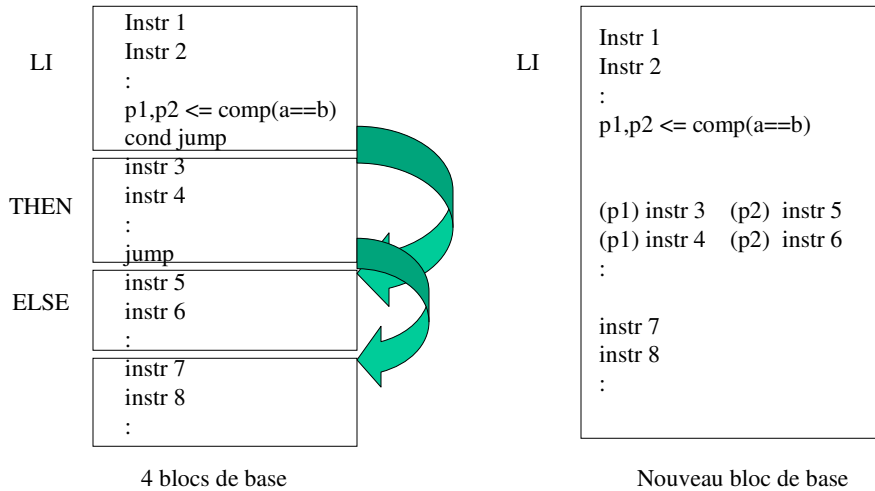 LI
Instr 1
Instr 2
:
p1,p2 <= comp(a==b)
cond jump
THEN
instr 3
instr 4
:
jump
ELSE
instr 5
instr 6
:
instr 7
instr 8
:
4 blocs de base
LI
Instr 1
Instr 2
:
p1,p2 <= comp(a==b)
(p1) instr 3 (p2) instr 5
(p1) instr 4 (p2) instr 6
:
instr 7
instr 8
:
Nouveau bloc de base